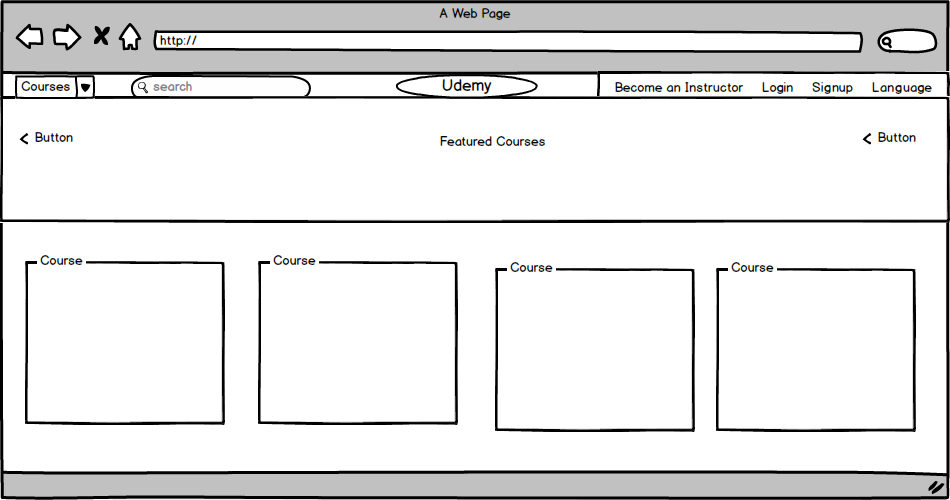 A Web Page
http://
Courses search Udemy Become an Instructor Login Signup Language
Button Featured Courses Button
Course Course Course Course